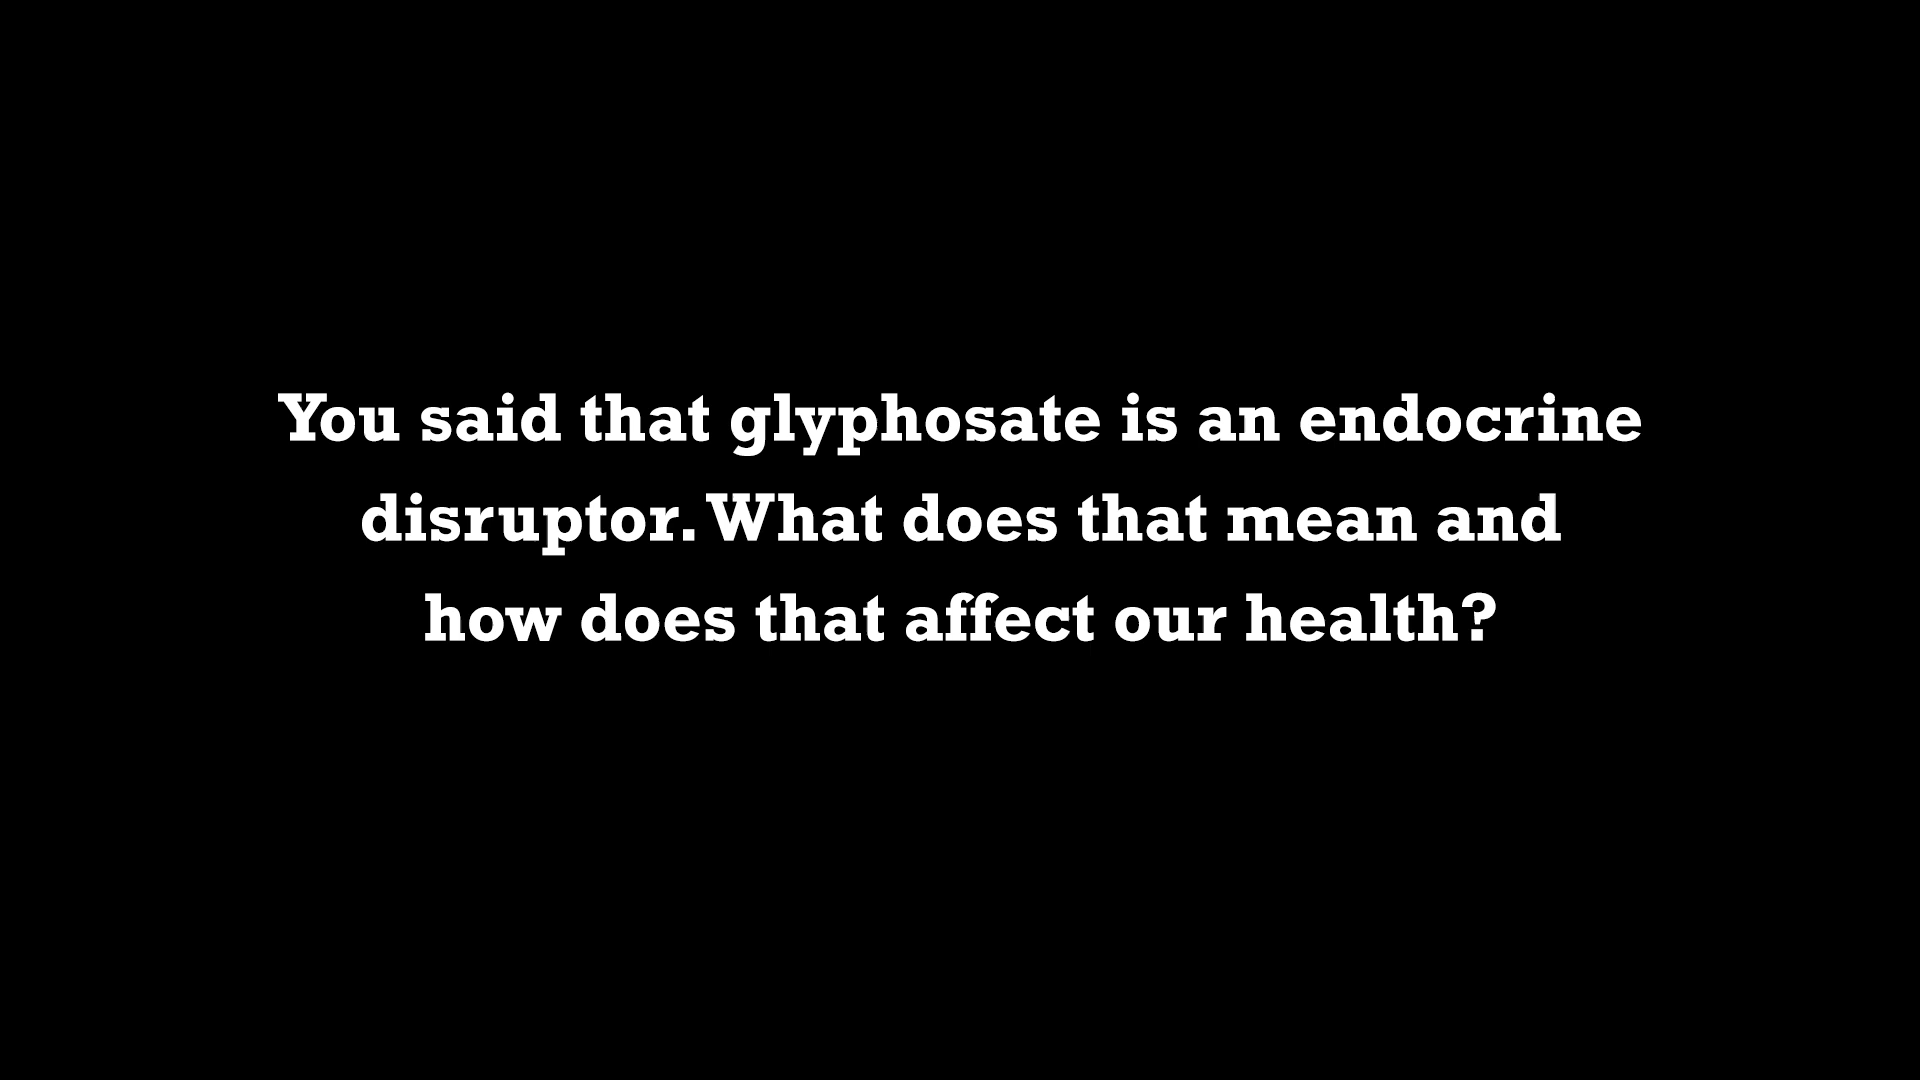 You said that glyphosate is an endocrine
disruptor. What does that mean and
how does that affect our health?